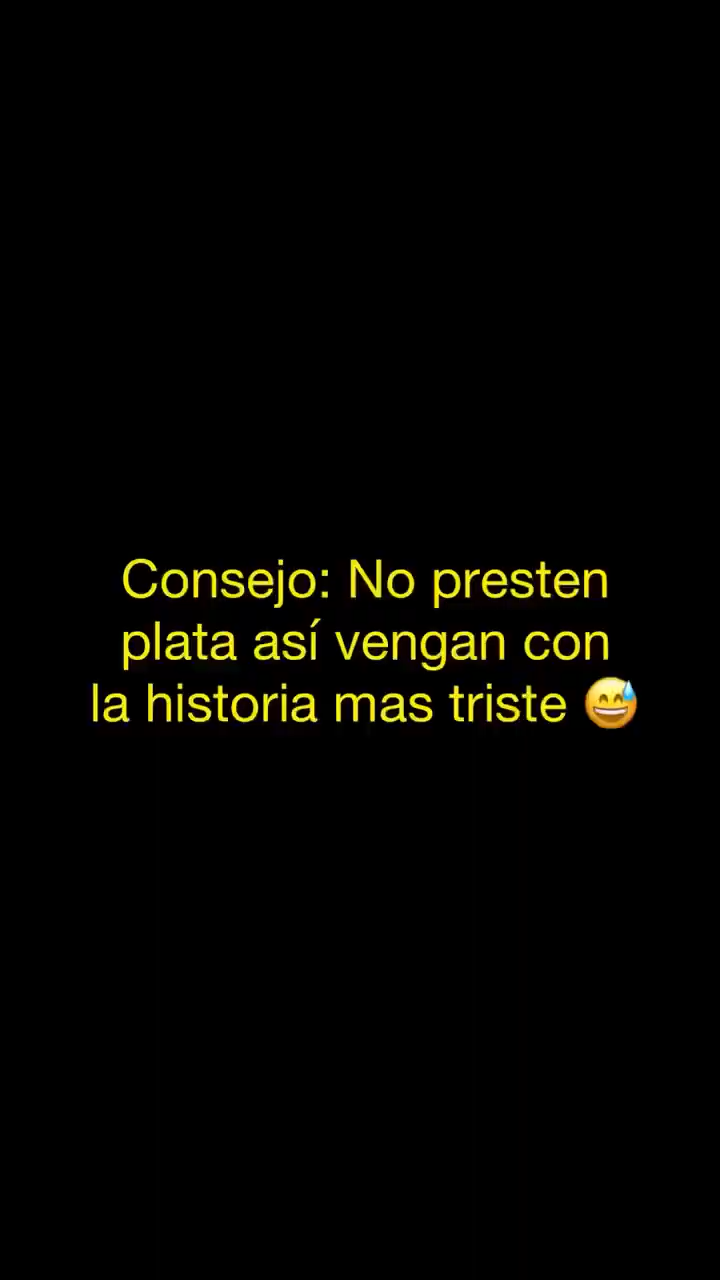 Consejo: No presten
plata así vengan con
la historia mas triste 😅